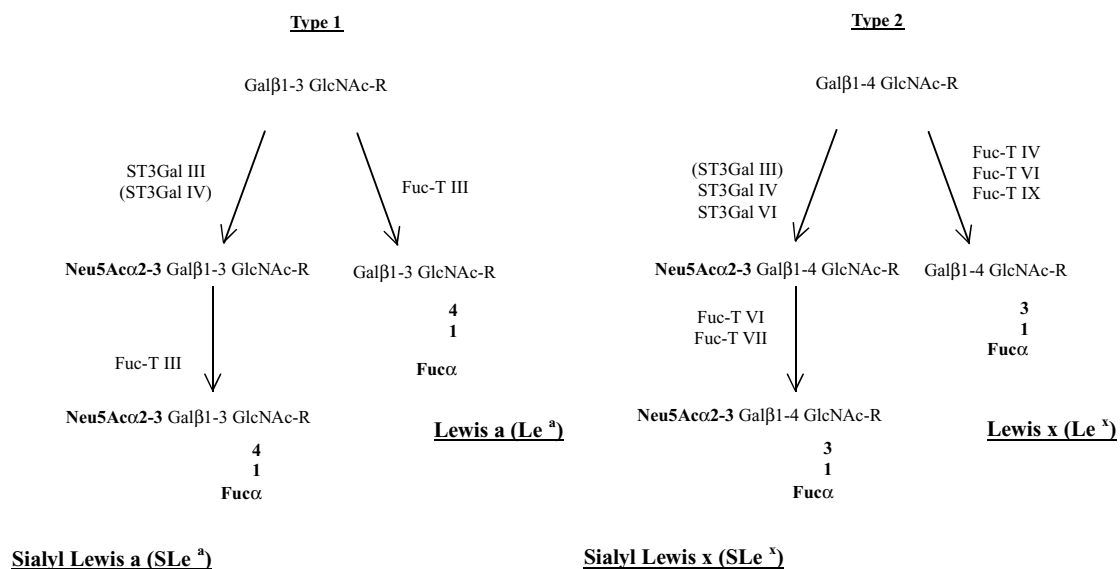 Type 1
Galβ1-3 GlcNAc-R
ST3Gal III
(ST3Gal IV)
Fuc-T III
Neu5Acα2-3 Galβ1-3 GlcNAc-R
Galβ1-3 GlcNAc-R
4
1
Fucα
Fuc-T III
Neu5Acα2-3 Galβ1-3 GlcNAc-R
Lewis a (Le a)
4
1
Fucα
Sialyl Lewis a (SLe a)
Type 2
Galβ1-4 GlcNAc-R
(ST3Gal III)
ST3Gal IV
ST3Gal VI
Fuc-T IV
Fuc-T VI
Fuc-T IX
Neu5Acα2-3 Galβ1-4 GlcNAc-R
Galβ1-4 GlcNAc-R
3
1
Fucα
Fuc-T VI
Fuc-T VII
Neu5Acα2-3 Galβ1-4 GlcNAc-R
Lewis x (Le x)
3
1
Fucα
Sialyl Lewis x (SLe x)